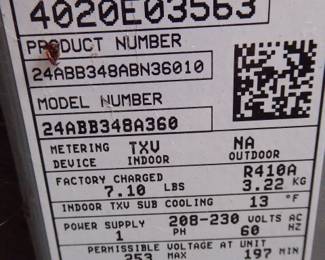 4020E03563
PRODUCT NUMBER
24ABB348ABN36010
MODEL NUMBER
24ABB348A360
METERING TXV NA
DEVICE INDOOR OUTDOOR
FACTORY CHARGED R410A
7.10 LBS 3.22 KG
INDOOR TXV SUB COOLING 13 °F
POWER SUPPLY 208-230 VOLTS AC
1 PH 60 HZ
PERMISSIBLE VOLTAGE AT UNIT
253 MAX 197 MIN